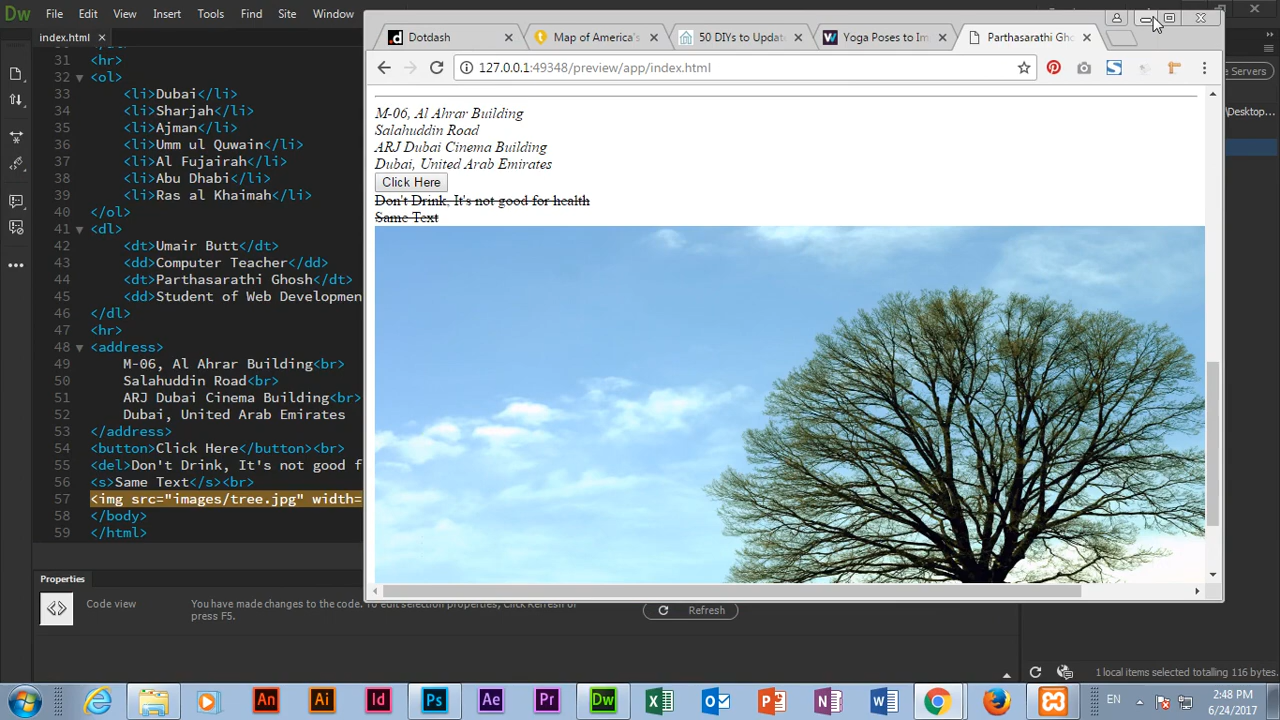 Dw File Edit View Insert Tools Find Site Window
index.html
Dotdash
Map of America's
50 DIYs to Updat
Yoga Poses to Im
Parthasarathi Gho
127.0.0.1:49348/preview/app/index.html
e Servers
Desktop...
31 <hr>
32 <ol>
33 <li>Dubai</li>
34 <li>Sharjah</li>
35 <li>Ajman</li>
36 <li>Umm ul Quwain</li>
37 <li>Al Fujairah</li>
38 <li>Abu Dhabi</li>
39 <li>Ras al Khaimah</li>
40 </ol>
41 <dl>
42 <dt>Umair Butt</dt>
43 <dd>Computer Teacher</dd>
44 <dt>Parthasarathi Ghosh</dt>
45 <dd>Student of Web Developmen
46 </dl>
47 <hr>
48 <address>
49 M-06, Al Ahrar Building<br>
50 Salahuddin Road<br>
51 ARJ Dubai Cinema Building<br>
52 Dubai, United Arab Emirates
53 </address>
54 <button>Click Here</button><br>
55 <del>Don't Drink, It's not good f
56 <s>Same Text</s><br>
57 <img src="images/tree.jpg" width=
58 </body>
59 </html>
M-06, Al Ahrar Building
Salahuddin Road
ARJ Dubai Cinema Building
Dubai, United Arab Emirates
Click Here
Don't Drink, It's not good for health
Same Text
Properties
Code view
You have made changes to the code. To edit selection properties, Click Refresh or
press F5.
Refresh
1 local items selected totalling 116 bytes.
An Ai Id Ps Ae Pr Dw
EN
2:48 PM
6/24/2017